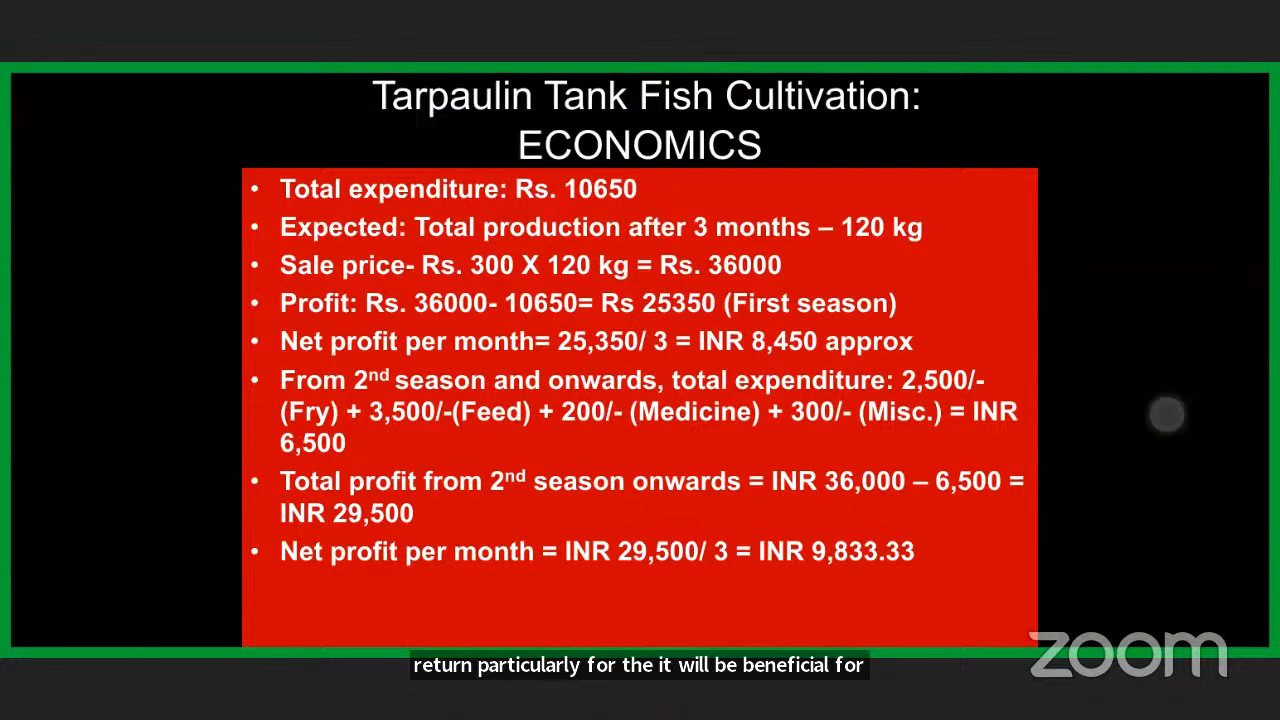 Tarpaulin Tank Fish Cultivation:
ECONOMICS
• Total expenditure: Rs. 10650
• Expected: Total production after 3 months – 120 kg
• Sale price- Rs. 300 X 120 kg = Rs. 36000
• Profit: Rs. 36000- 10650= Rs 25350 (First season)
• Net profit per month= 25,350/ 3 = INR 8,450 approx
• From 2nd season and onwards, total expenditure: 2,500/-
(Fry) + 3,500/-(Feed) + 200/- (Medicine) + 300/- (Misc.) = INR
6,500
• Total profit from 2nd season onwards = INR 36,000 – 6,500 =
INR 29,500
• Net profit per month = INR 29,500/ 3 = INR 9,833.33
zoom
return particularly for the it will be beneficial for